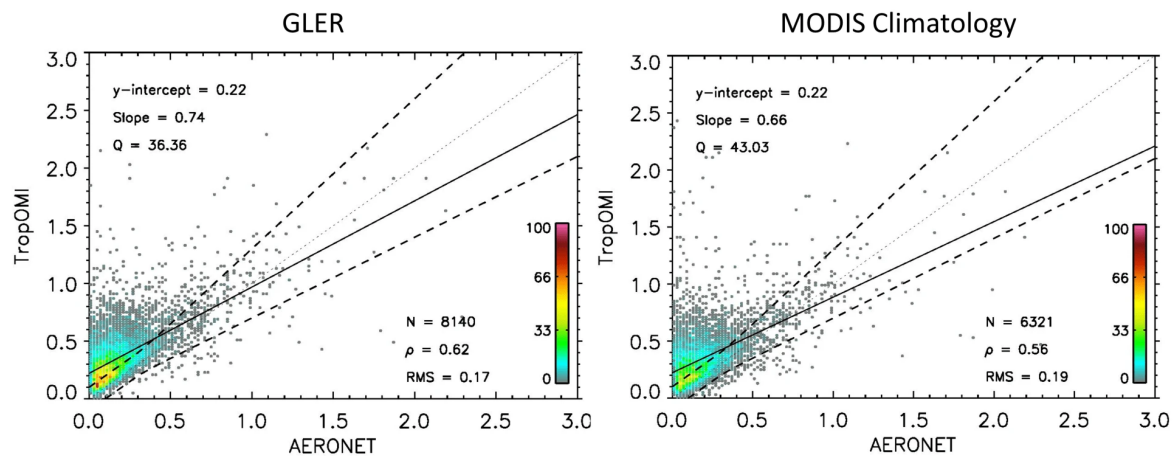 GLER
3.0
2.5
2.0
1.5
1.0
0.5
0.0
TropOMI
y-intercept = 0.22
Slope = 0.74
Q = 36.36
100
66
33
0
N = 8140
ρ = 0.62
RMS = 0.17
0.0 0.5 1.0 1.5 2.0 2.5 3.0
AERONET
MODIS Climatology
3.0
2.5
2.0
1.5
1.0
0.5
0.0
TropOMI
y-intercept = 0.22
Slope = 0.66
Q = 43.03
100
66
33
0
N = 6321
ρ = 0.56
RMS = 0.19
0.0 0.5 1.0 1.5 2.0 2.5 3.0
AERONET